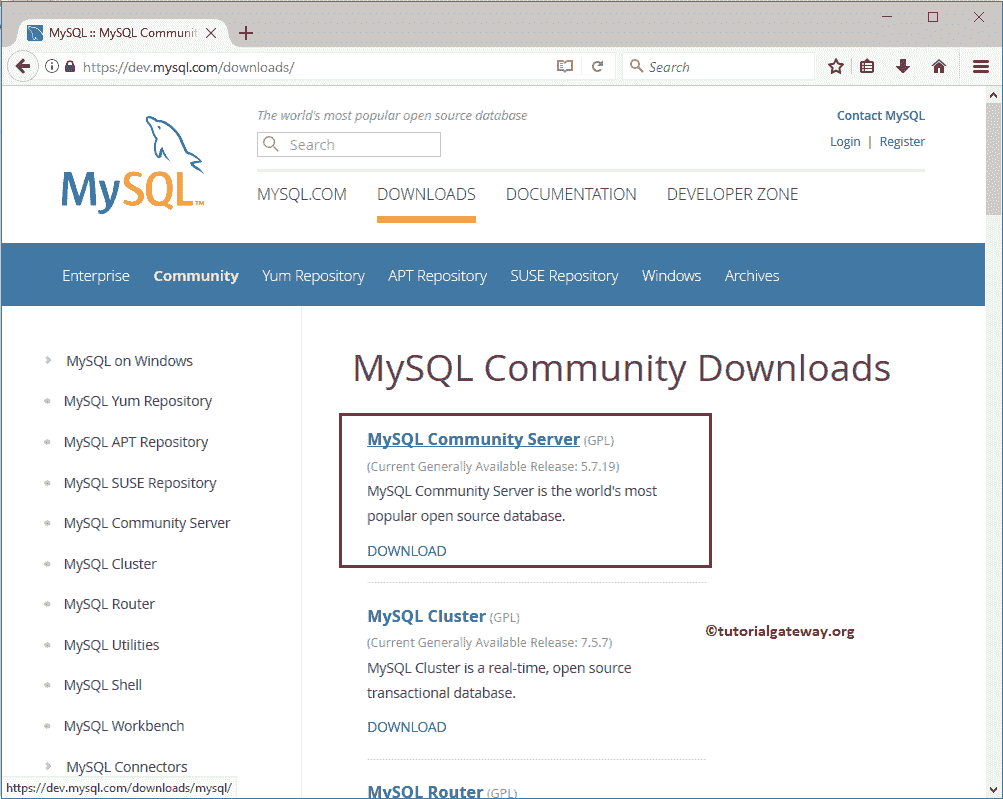 MySQL :: MySQL Communit
https://dev.mysql.com/downloads/
Search
The world's most popular open source database
Contact MySQL
Search
Login | Register
MySQL™
MYSQL.COM DOWNLOADS DOCUMENTATION DEVELOPER ZONE
Enterprise Community Yum Repository APT Repository SUSE Repository Windows Archives
MySQL on Windows
MySQL Yum Repository
MySQL APT Repository
MySQL SUSE Repository
MySQL Community Server
MySQL Cluster
MySQL Router
MySQL Utilities
MySQL Shell
MySQL Workbench
MySQL Connectors
MySQL Community Downloads
MySQL Community Server (GPL)
(Current Generally Available Release: 5.7.19)
MySQL Community Server is the world's most
popular open source database.
DOWNLOAD
MySQL Cluster (GPL)
(Current Generally Available Release: 7.5.7)
MySQL Cluster is a real-time, open source
transactional database.
DOWNLOAD
MySQL Router (GPL)
©tutorialgateway.org
https://dev.mysql.com/downloads/mysql/